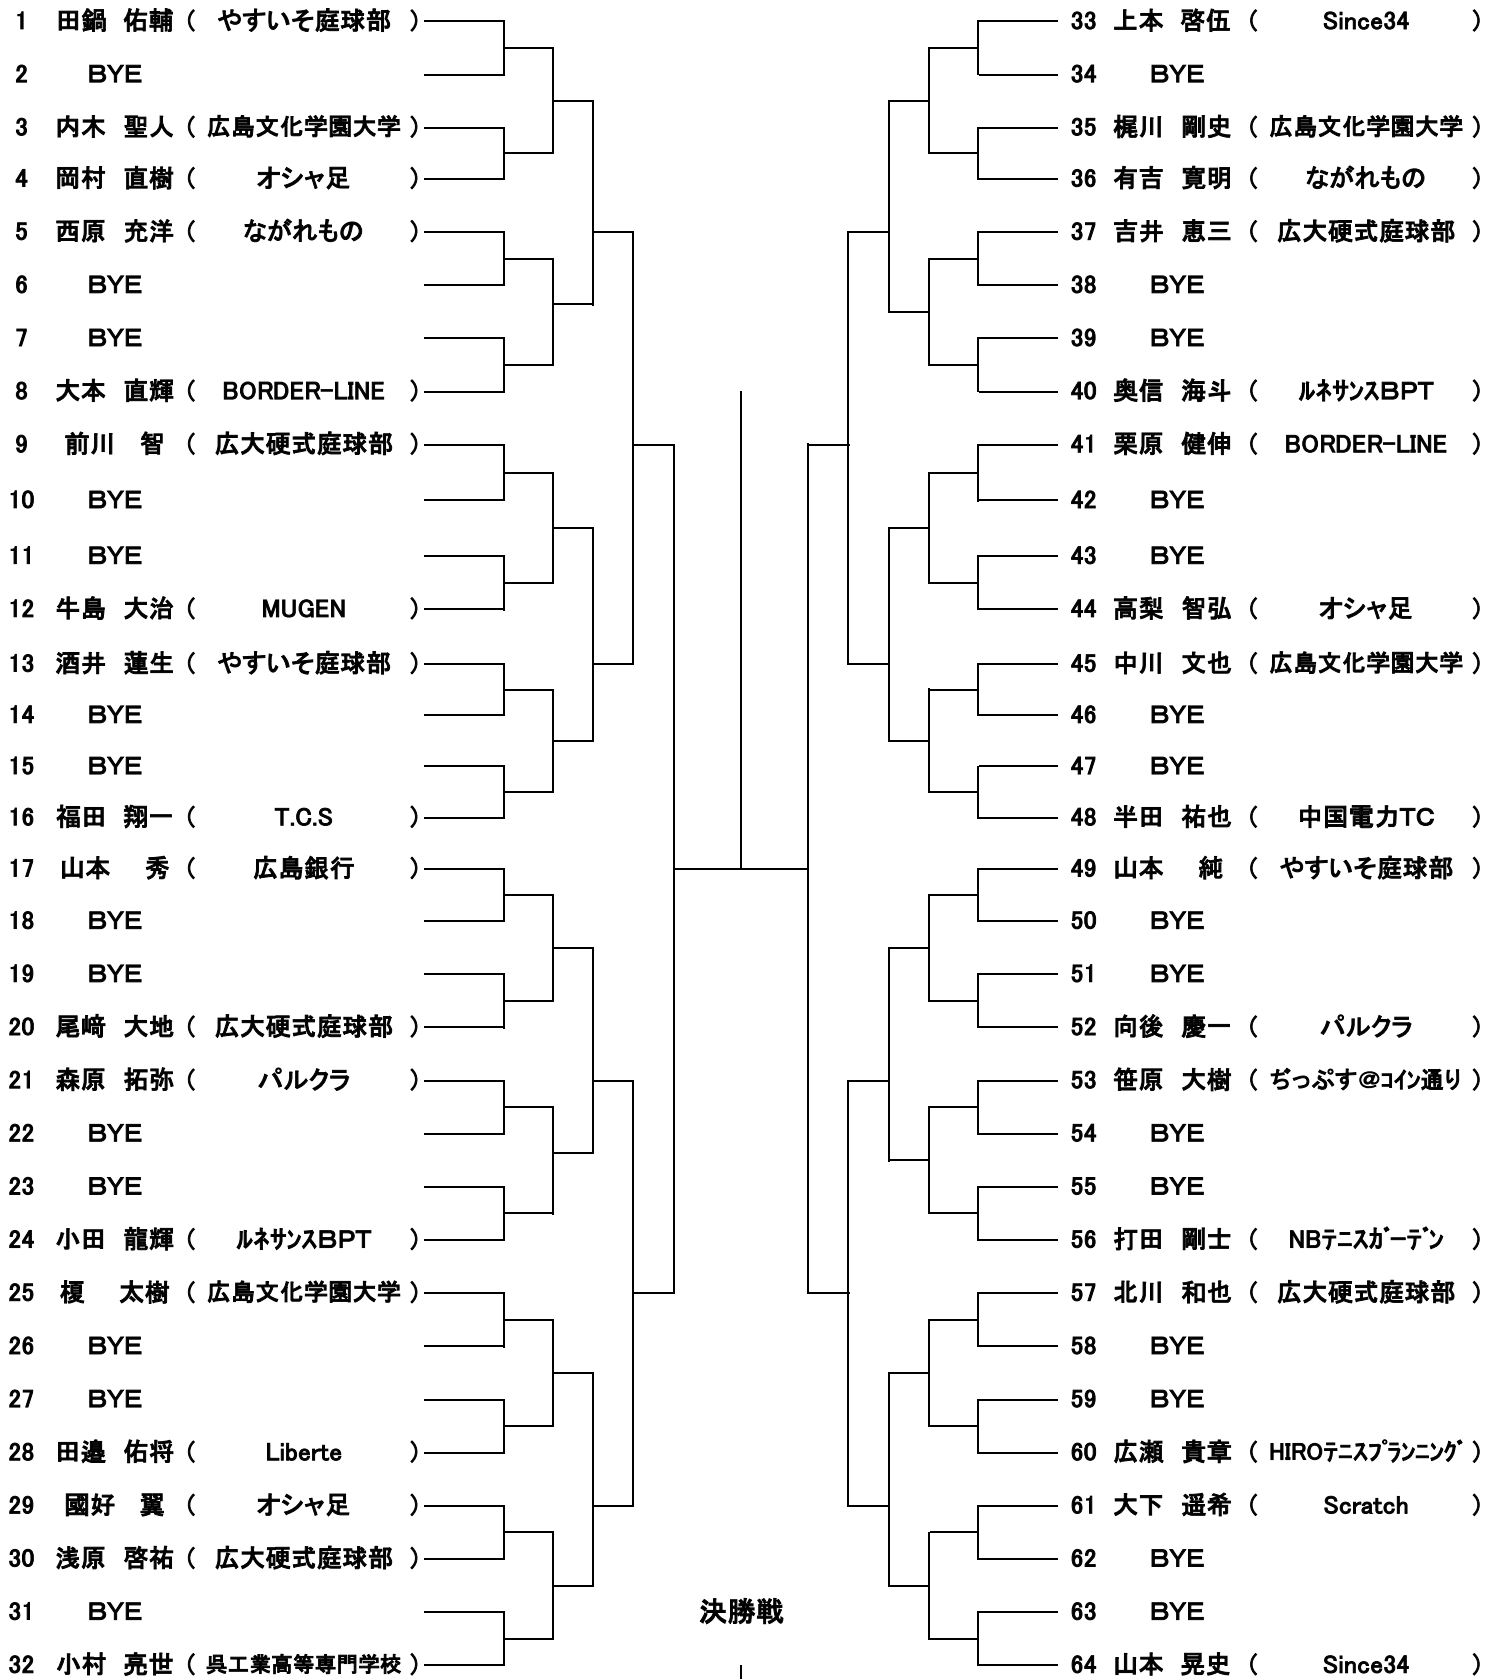 1 田鍋 佑輔 ( やすいそ庭球部 )
2 BYE
3 内木 聖人 ( 広島文化学園大学 )
4 岡村 直樹 ( オシャ足 )
5 西原 充洋 ( ながれもの )
6 BYE
7 BYE
8 大本 直輝 ( BORDER-LINE )
9 前川 智 ( 広大硬式庭球部 )
10 BYE
11 BYE
12 牛島 大治 ( MUGEN )
13 酒井 蓮生 ( やすいそ庭球部 )
14 BYE
15 BYE
16 福田 翔一 ( T.C.S )
17 山本 秀 ( 広島銀行 )
18 BYE
19 BYE
20 尾﨑 大地 ( 広大硬式庭球部 )
21 森原 拓弥 ( パルクラ )
22 BYE
23 BYE
24 小田 龍輝 ( ﾙﾈｻﾝｽBPT )
25 榎 太樹 ( 広島文化学園大学 )
26 BYE
27 BYE
28 田邉 佑将 ( Liberte )
29 國好 翼 ( オシャ足 )
30 浅原 啓祐 ( 広大硬式庭球部 )
31 BYE
32 小村 亮世 ( 呉工業高等専門学校 )
33 上本 啓伍 ( Since34 )
34 BYE
35 梶川 剛史 ( 広島文化学園大学 )
36 有吉 寛明 ( ながれもの )
37 吉井 恵三 ( 広大硬式庭球部 )
38 BYE
39 BYE
40 奥信 海斗 ( ﾙﾈｻﾝｽBPT )
41 栗原 健伸 ( BORDER-LINE )
42 BYE
43 BYE
44 高梨 智弘 ( オシャ足 )
45 中川 文也 ( 広島文化学園大学 )
46 BYE
47 BYE
48 半田 祐也 ( 中国電力TC )
49 山本 純 ( やすいそ庭球部 )
50 BYE
51 BYE
52 向後 慶一 ( パルクラ )
53 笹原 大樹 ( ぢっぷす@ｺｲﾝ通り )
54 BYE
55 BYE
56 打田 剛士 ( NBﾃﾆｽｶﾞｰﾃﾞﾝ )
57 北川 和也 ( 広大硬式庭球部 )
58 BYE
59 BYE
60 広瀬 貴章 ( HIROﾃﾆｽﾌﾟﾗﾝﾆﾝｸﾞ )
61 大下 遥希 ( Scratch )
62 BYE
63 BYE
64 山本 晃史 ( Since34 )
決勝戦